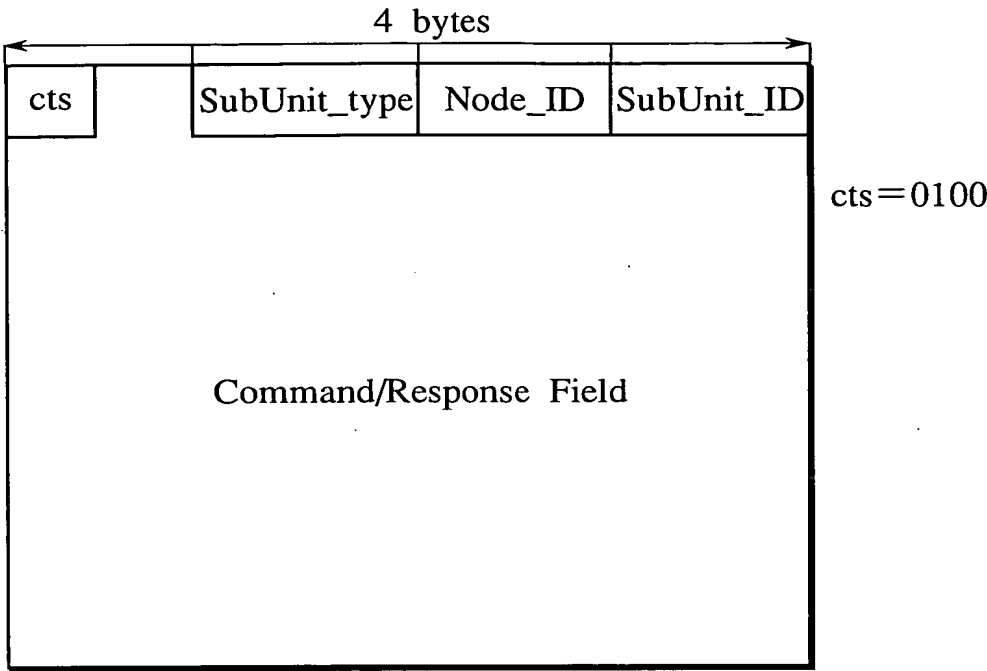 4 bytes
cts SubUnit_type Node_ID SubUnit_ID
cts=0100
Command/Response Field